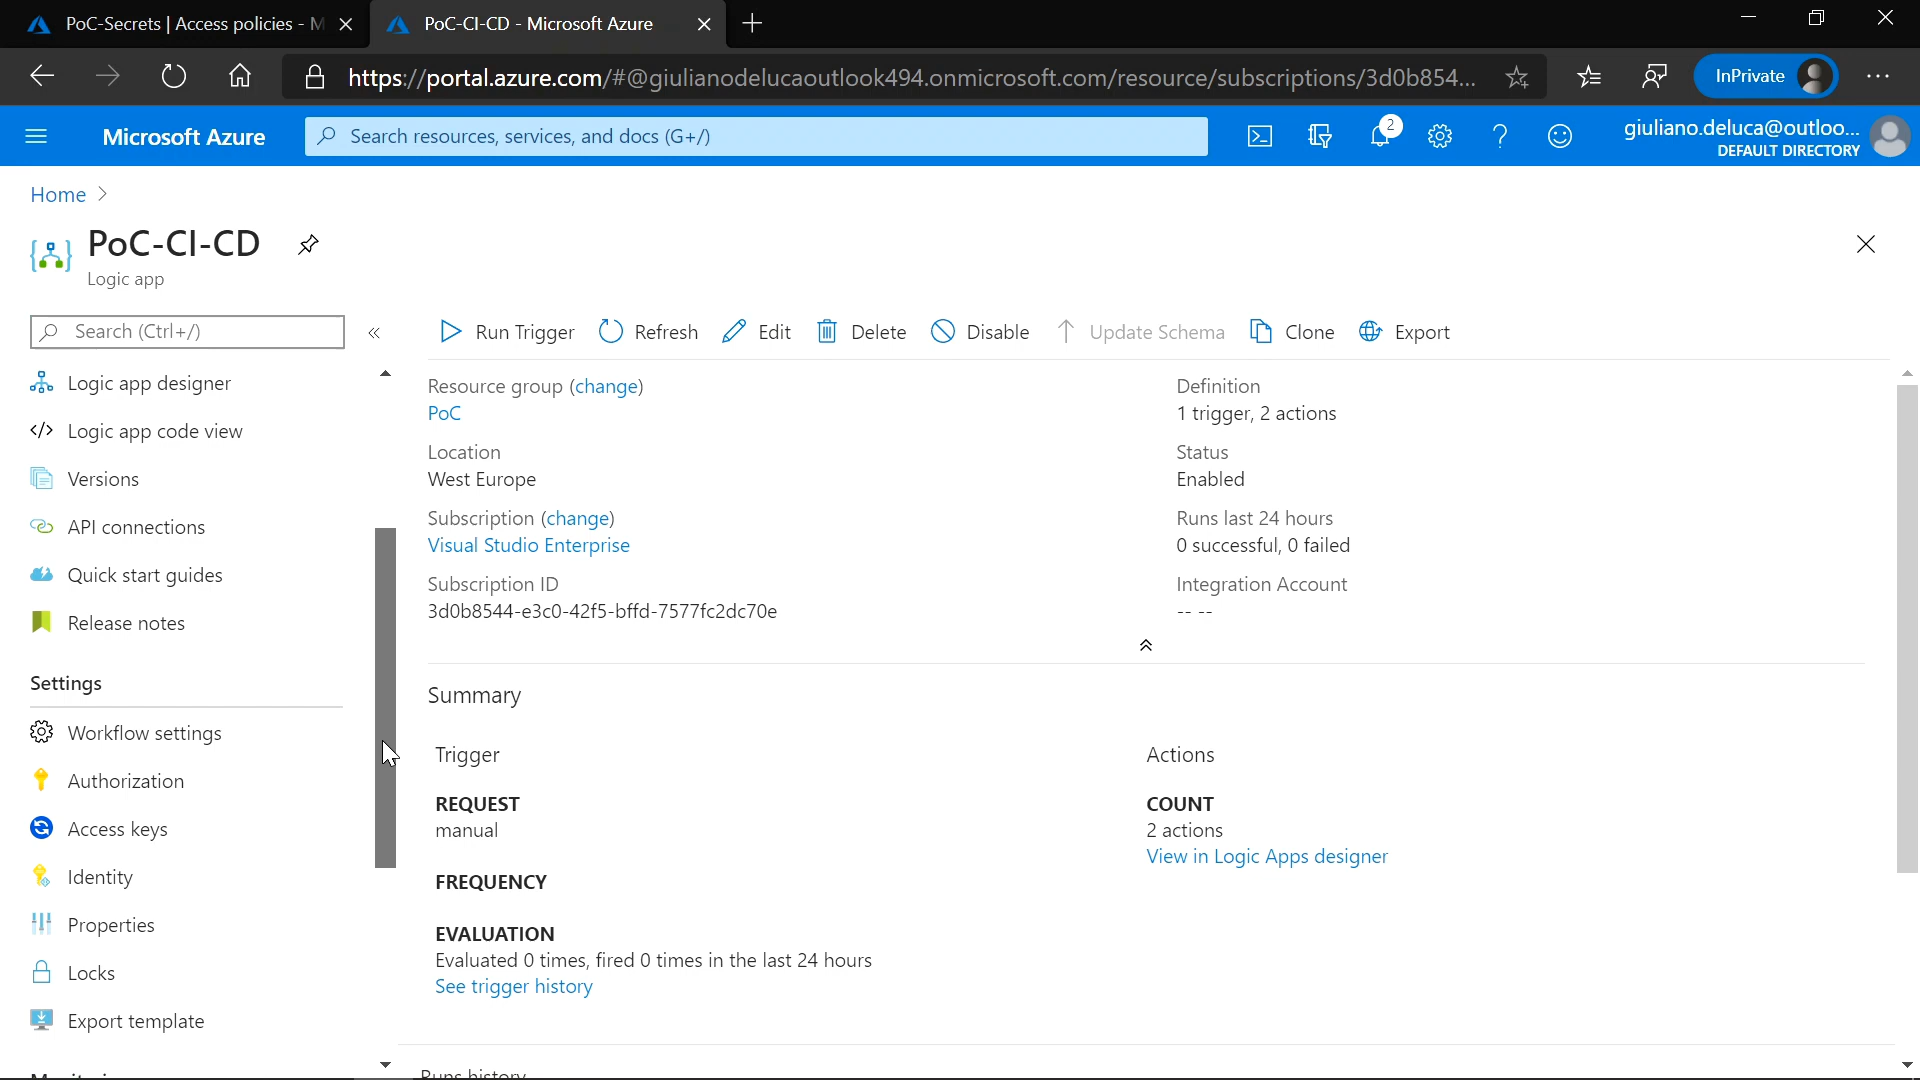 PoC-Secrets | Access policies - M
PoC-CI-CD - Microsoft Azure
https://portal.azure.com/#@giulianodelucaoutlook494.onmicrosoft.com/resource/subscriptions/3d0b854...
InPrivate
Microsoft Azure
Search resources, services, and docs (G+/)
2
giuliano.deluca@outloo...
DEFAULT DIRECTORY
Home
PoC-CI-CD
Logic app
Search (Ctrl+/)
Run Trigger
Refresh
Edit
Delete
Disable
Update Schema
Clone
Export
Logic app designer
Logic app code view
Versions
API connections
Quick start guides
Release notes
Settings
Workflow settings
Authorization
Access keys
Identity
Properties
Locks
Export template
Resource group (change)
PoC
Location
West Europe
Subscription (change)
Visual Studio Enterprise
Subscription ID
3d0b8544-e3c0-42f5-bffd-7577fc2dc70e
Definition
1 trigger, 2 actions
Status
Enabled
Runs last 24 hours
0 successful, 0 failed
Integration Account
-- --
Summary
Trigger
REQUEST
manual
FREQUENCY
EVALUATION
Evaluated 0 times, fired 0 times in the last 24 hours
See trigger history
Actions
COUNT
2 actions
View in Logic Apps designer
Runs history